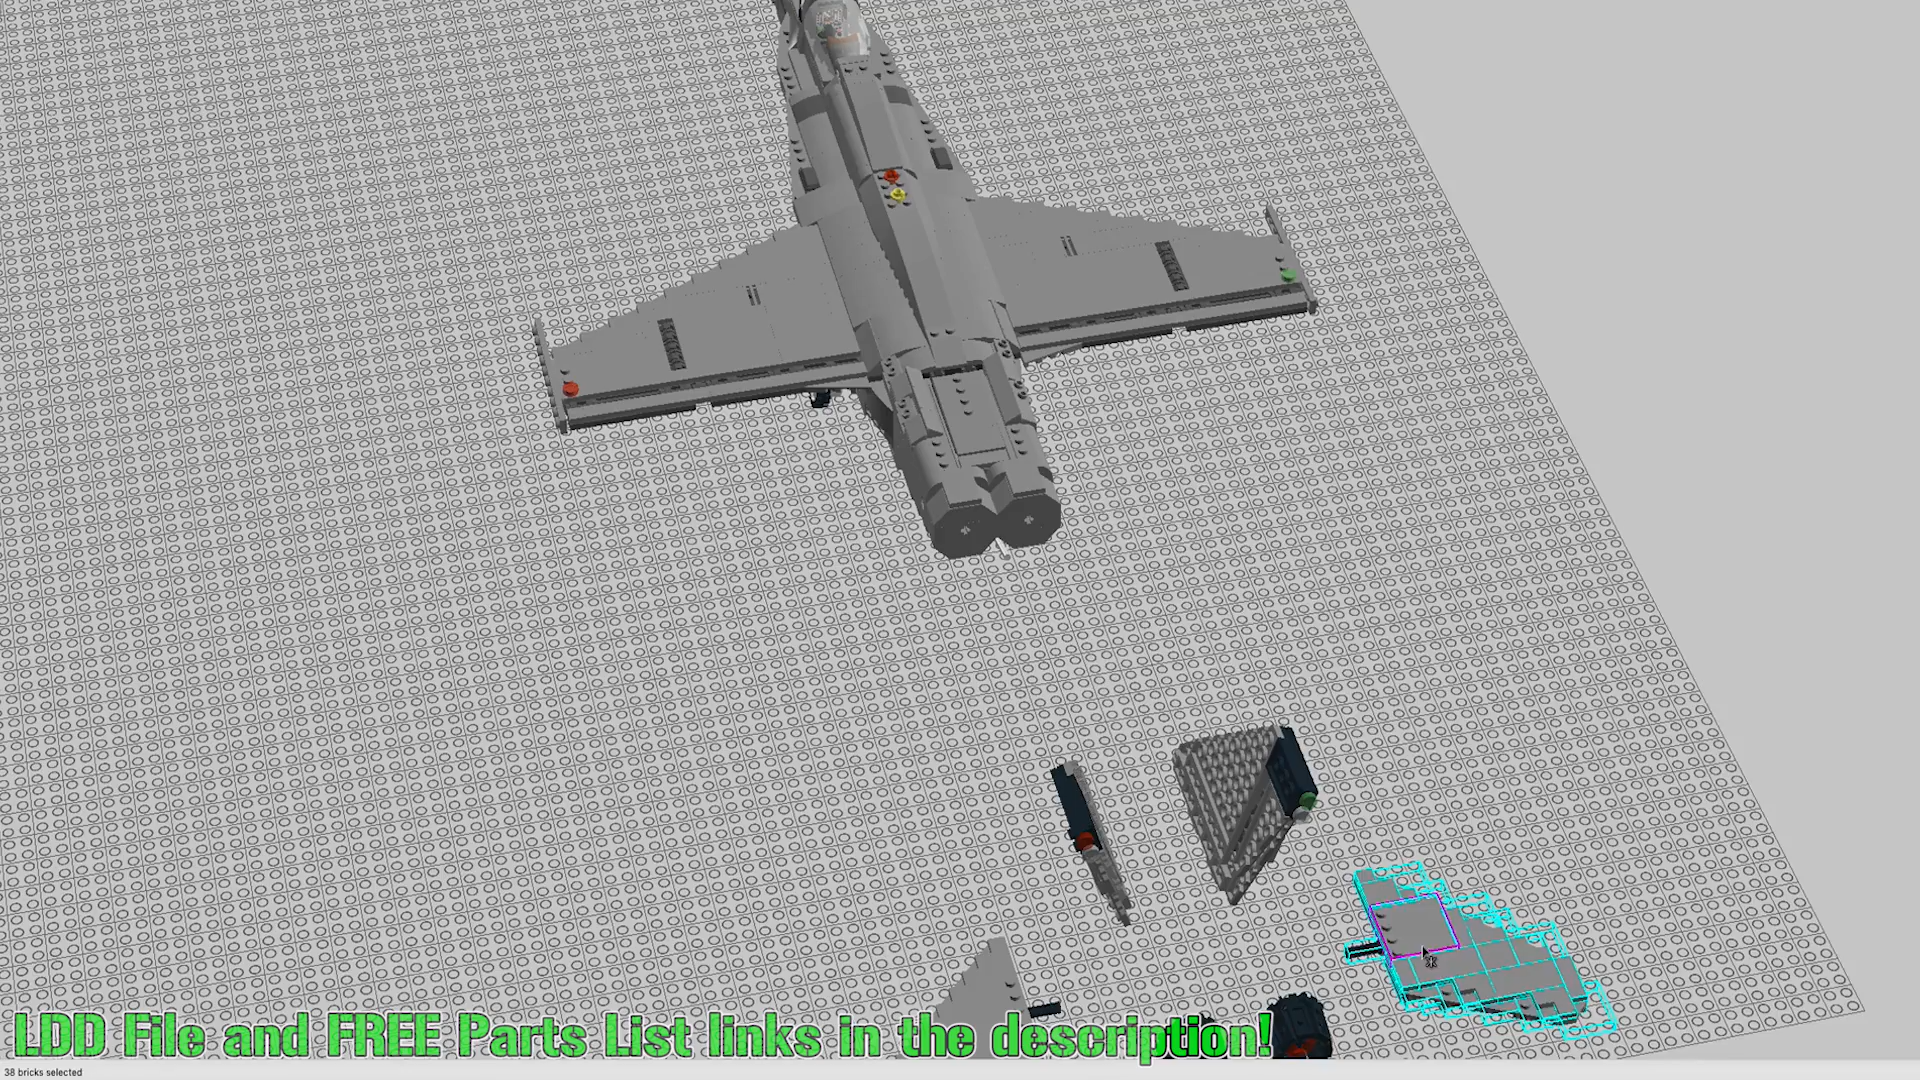 LDD File and FREE Parts List links in the description!
38 bricks selected